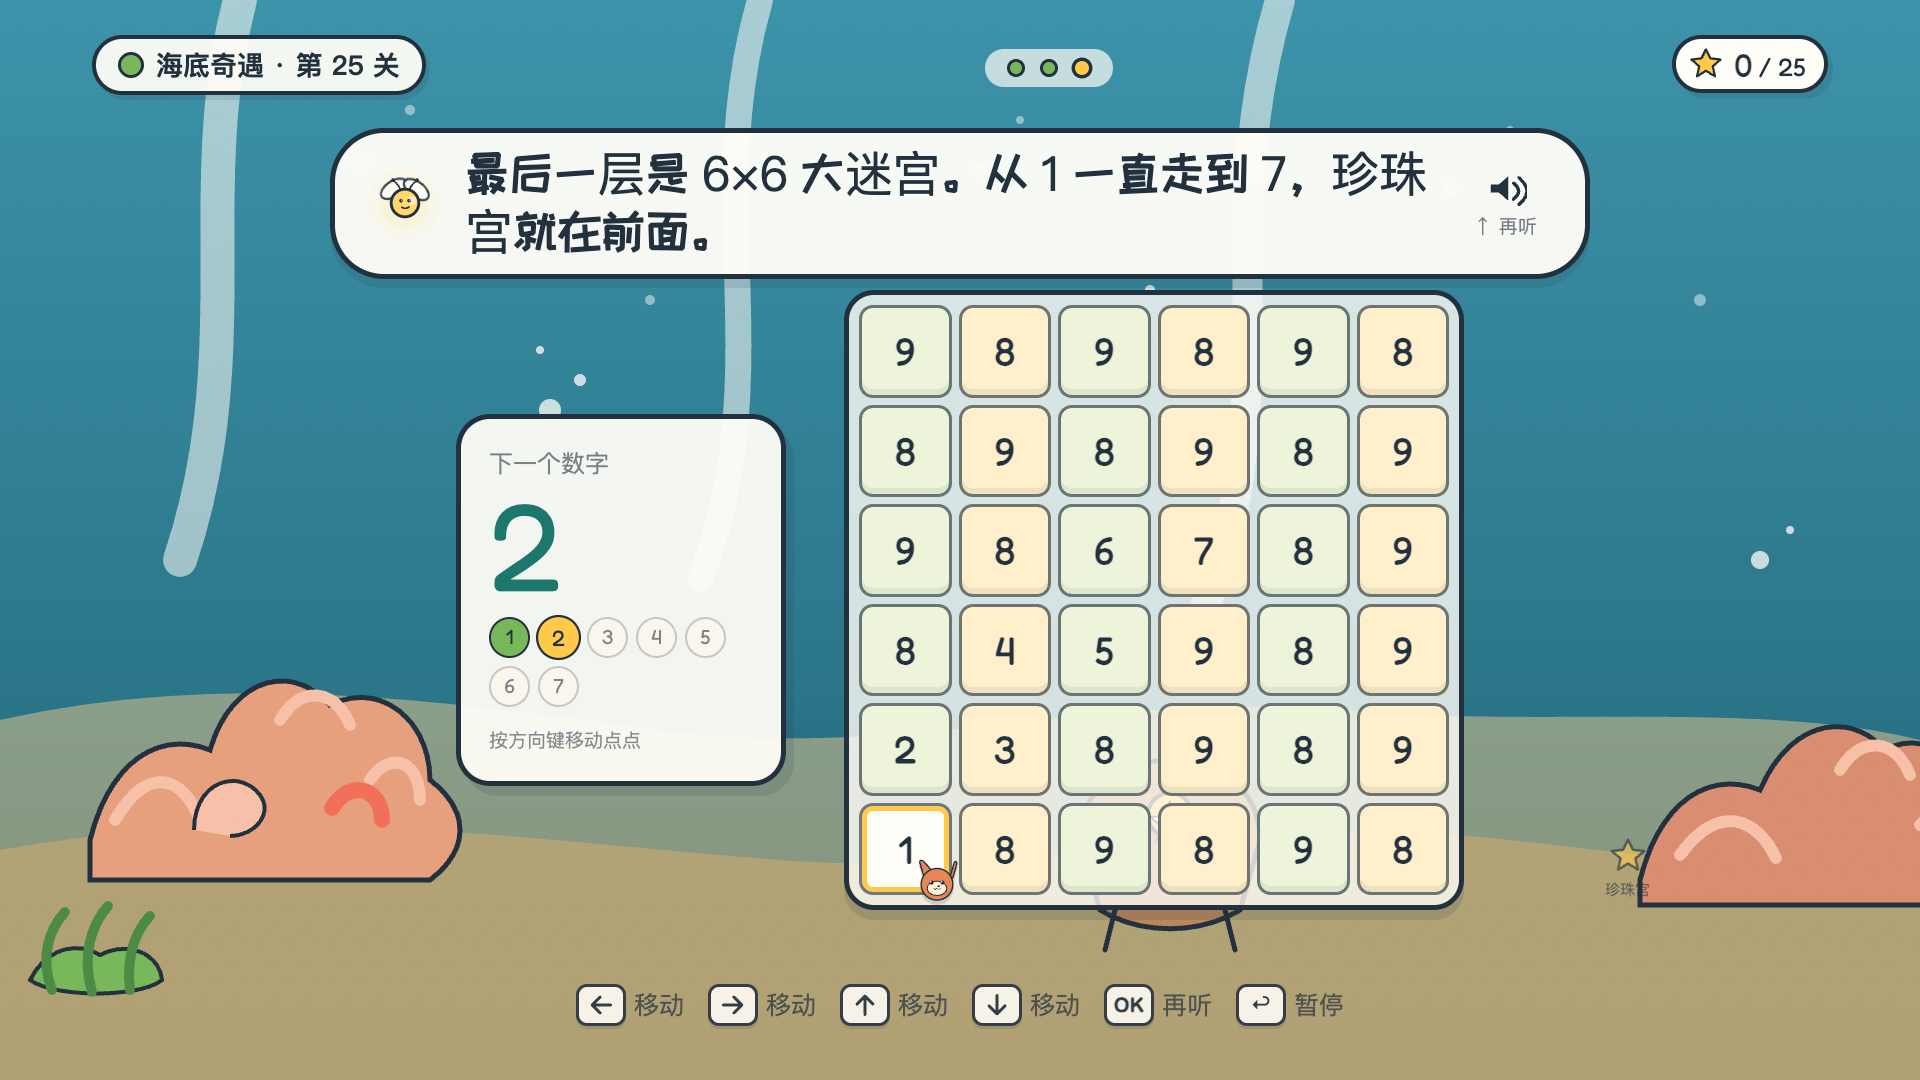 海底奇遇 · 第 25 关
0 / 25
最后一层是 6×6 大迷宫。从 1 一直走到 7，珍珠
宫就在前面。
↑ 再听
下一个数字
2
1 2 3 4 5
6 7
按方向键移动点点
9 8 9 8 9 8
8 9 8 9 8 9
9 8 6 7 8 9
8 4 5 9 8 9
2 3 8 9 8 9
1 8 9 8 9 8
珍珠宫
← 移动 → 移动 ↑ 移动 ↓ 移动 OK 再听 ↩ 暂停